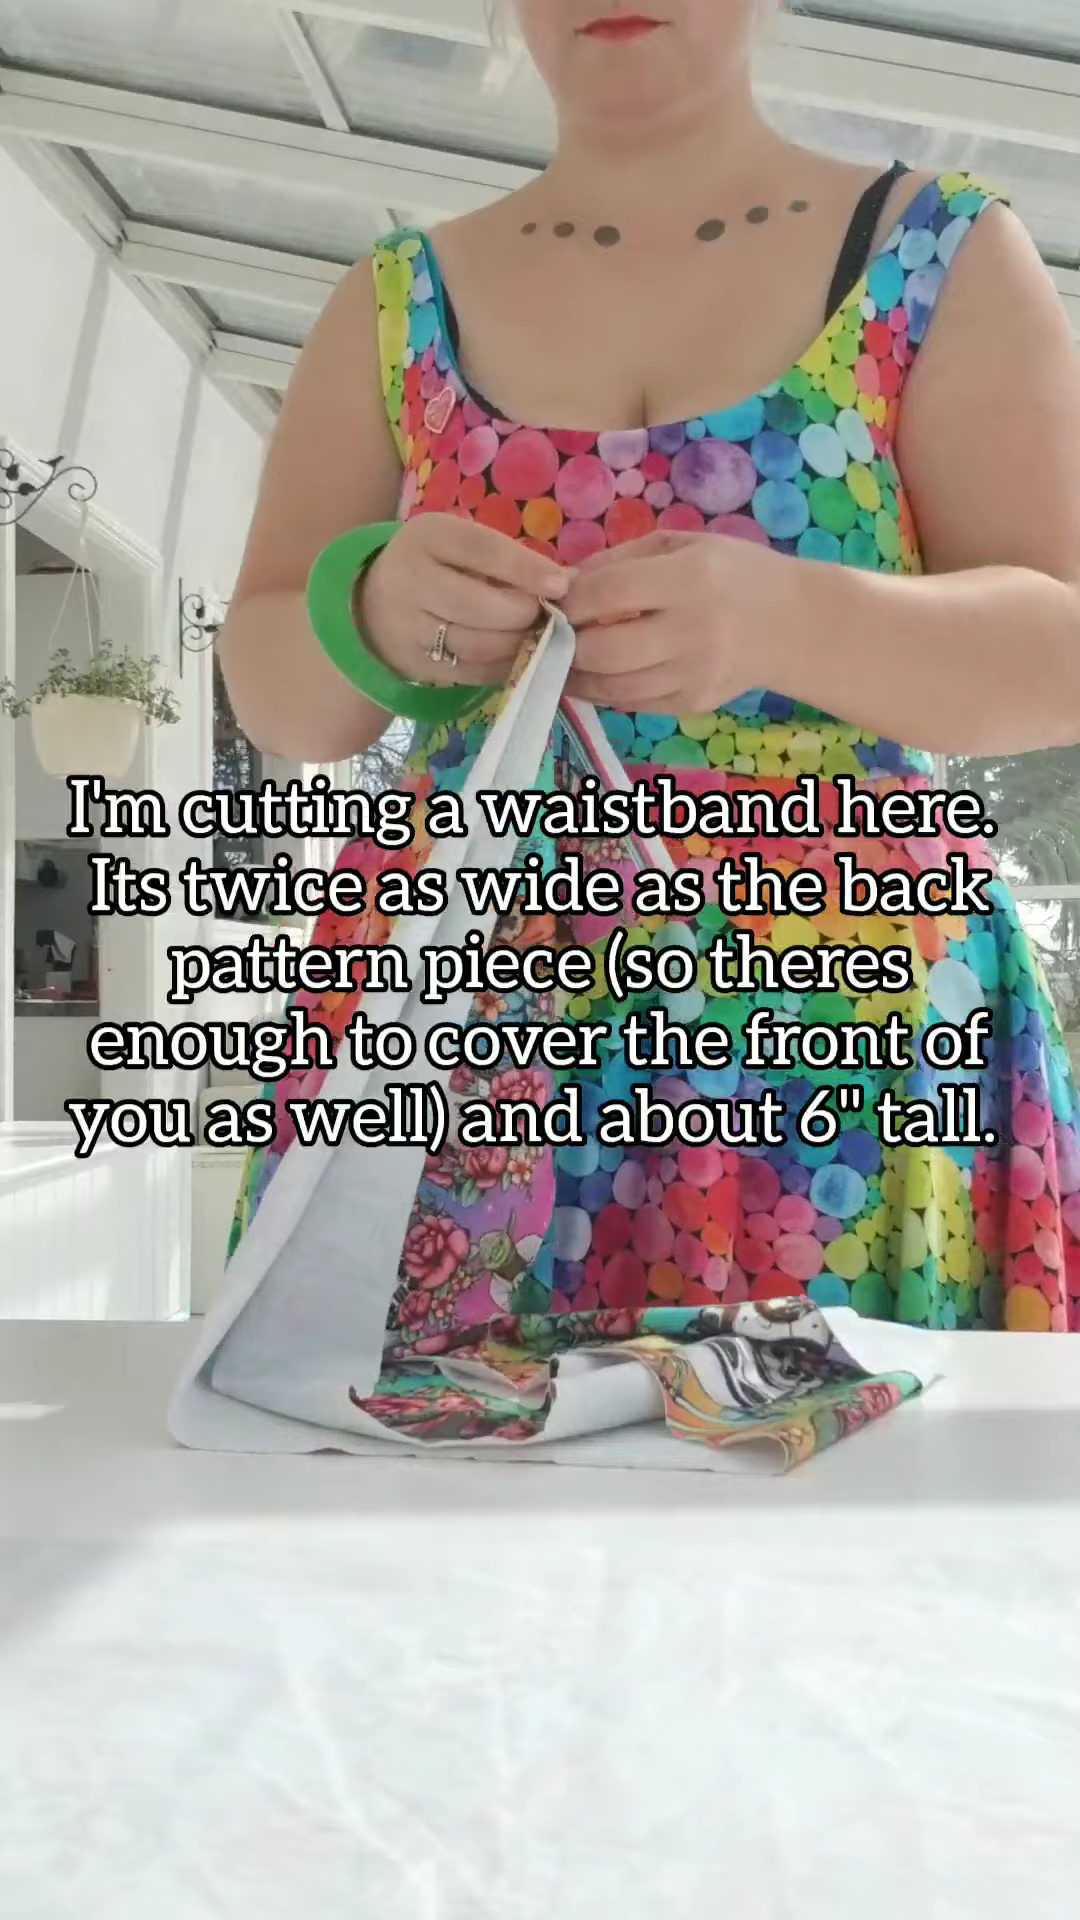 I'm cutting a waistband here.
Its twice as wide as the back
pattern piece (so theres
enough to cover the front of
you as well) and about 6" tall.